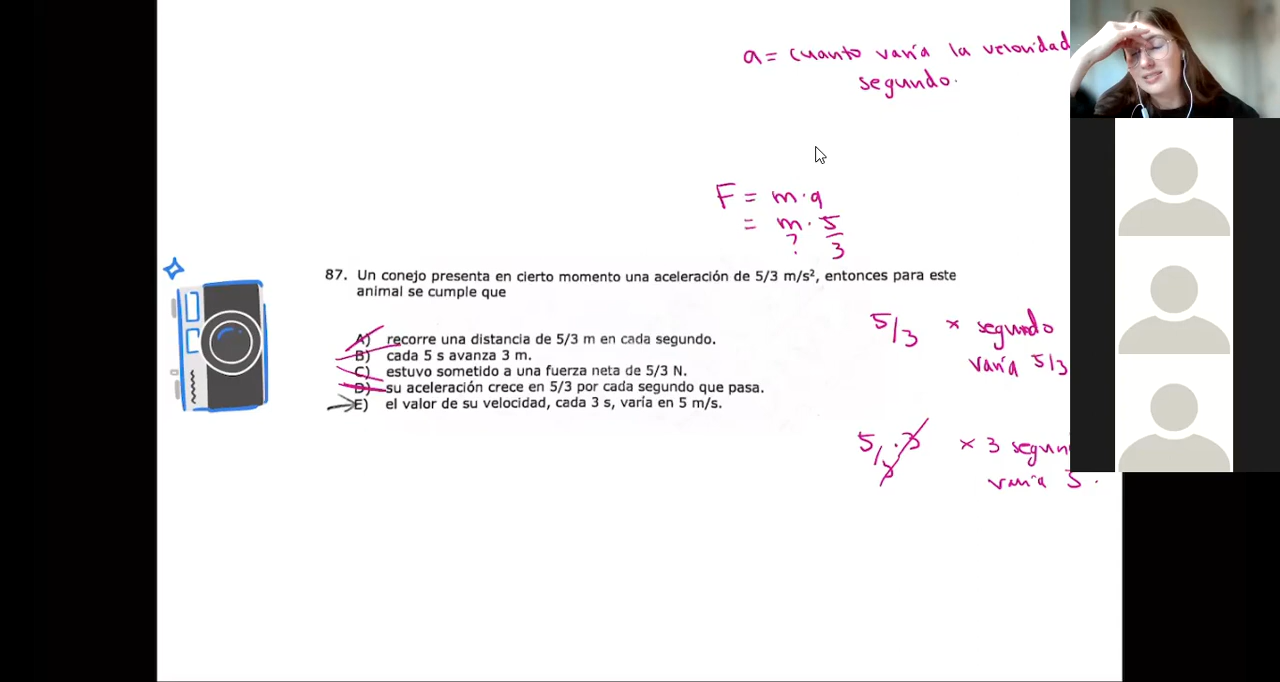 a = cuanto varía la velocidad
segundo.
F = m · a
= m · 5/3
?
87. Un conejo presenta en cierto momento una aceleración de 5/3 m/s², entonces para este
animal se cumple que
A) recorre una distancia de 5/3 m en cada segundo.
B) cada 5 s avanza 3 m.
C) estuvo sometido a una fuerza neta de 5/3 N.
D) su aceleración crece en 5/3 por cada segundo que pasa.
E) el valor de su velocidad, cada 3 s, varía en 5 m/s.
5/3 x segundo
varía 5/3
5/3 · 3 x 3 segun
varía 5.